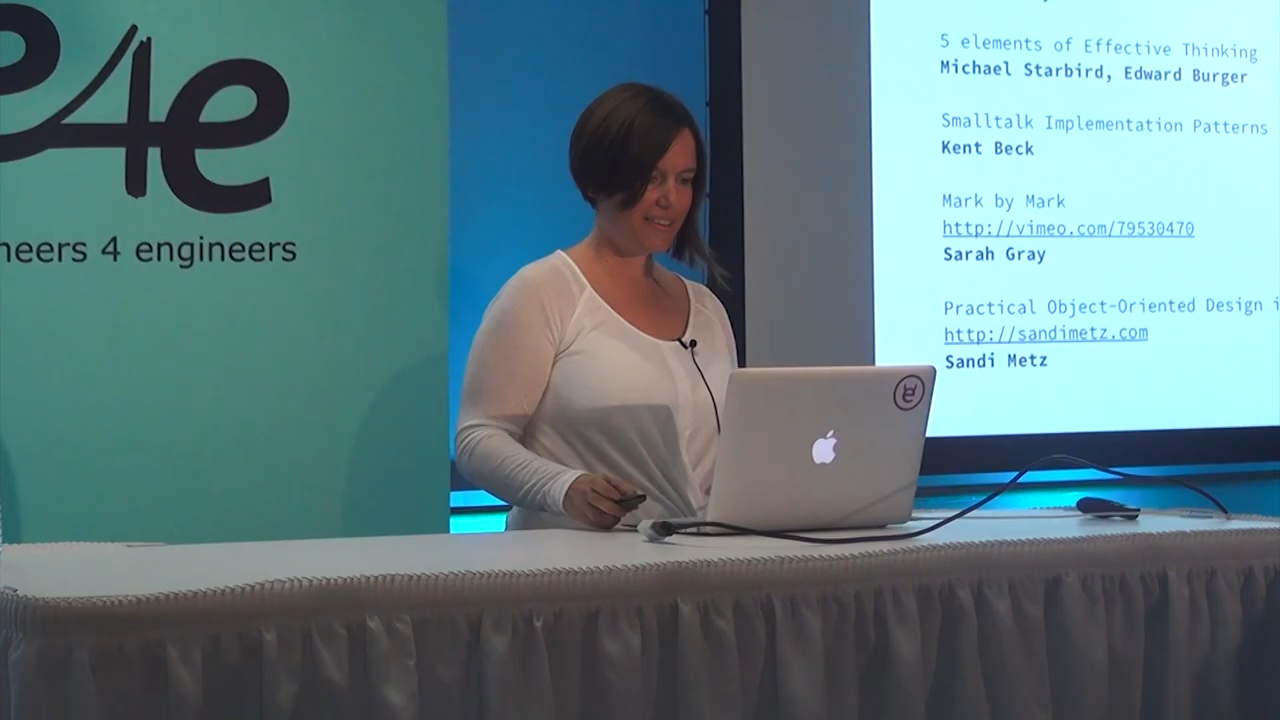 e4e
neers 4 engineers
5 elements of Effective Thinking
Michael Starbird, Edward Burger
Smalltalk Implementation Patterns
Kent Beck
Mark by Mark
http://vimeo.com/79530470
Sarah Gray
Practical Object-Oriented Design i
http://sandimetz.com
Sandi Metz